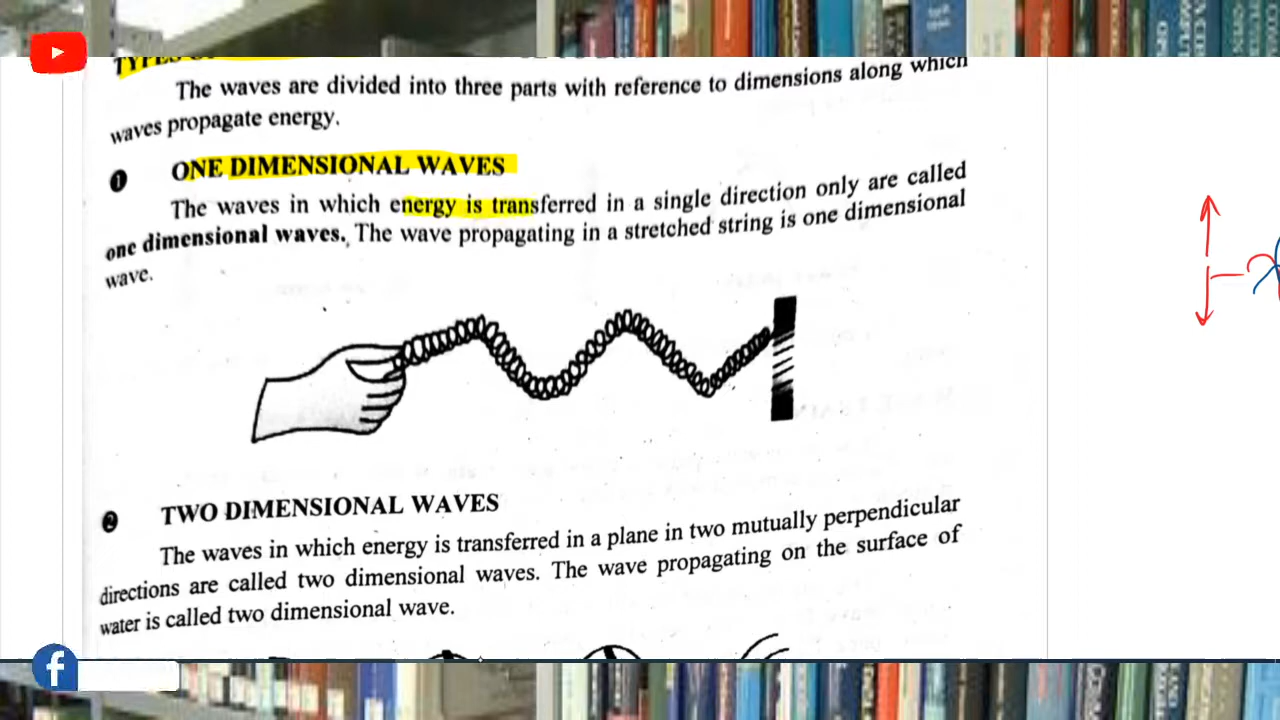 TYPES
The waves are divided into three parts with reference to dimensions along which
waves propagate energy.
❶ ONE DIMENSIONAL WAVES
The waves in which energy is transferred in a single direction only are called
one dimensional waves. The wave propagating in a stretched string is one dimensional
wave.
❷ TWO DIMENSIONAL WAVES
The waves in which energy is transferred in a plane in two mutually perpendicular
directions are called two dimensional waves. The wave propagating on the surface of
water is called two dimensional wave.